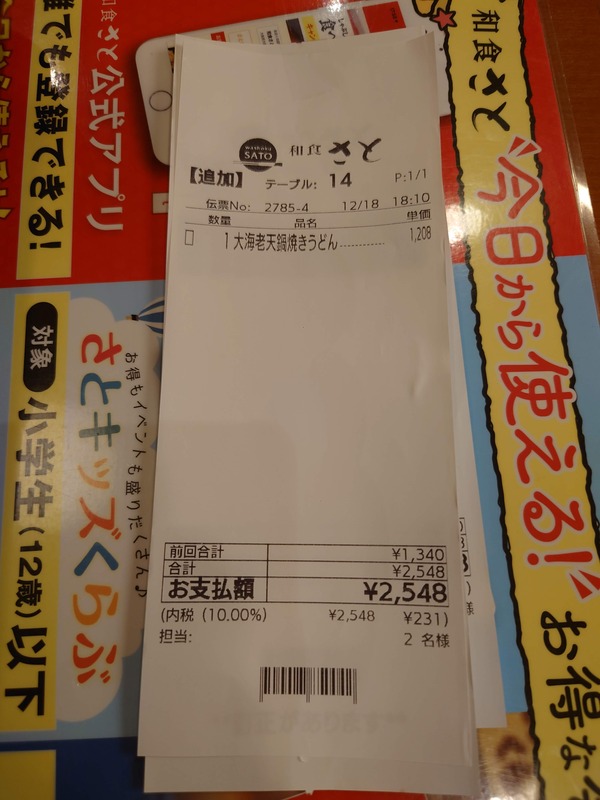 washoku
SATO
和食さと
【追加】 テーブル: 14 P:1/1
伝票No: 2785-4 12/18 18:10
数量 品名 単価
1 大海老天鍋焼きうどん 1,208
前回合計 ¥1,340
合計 ¥2,548
お支払額 ¥2,548
(内税 (10.00%) ¥2,548 ¥231)
担当: 2 名様
和食さと
今日から使える!
お得な
和食さと公式アプリ
でも登録できる!
お得もイベントも盛りだくさん♪
さとキッズくらぶ
対象 小学生(12歳)以下